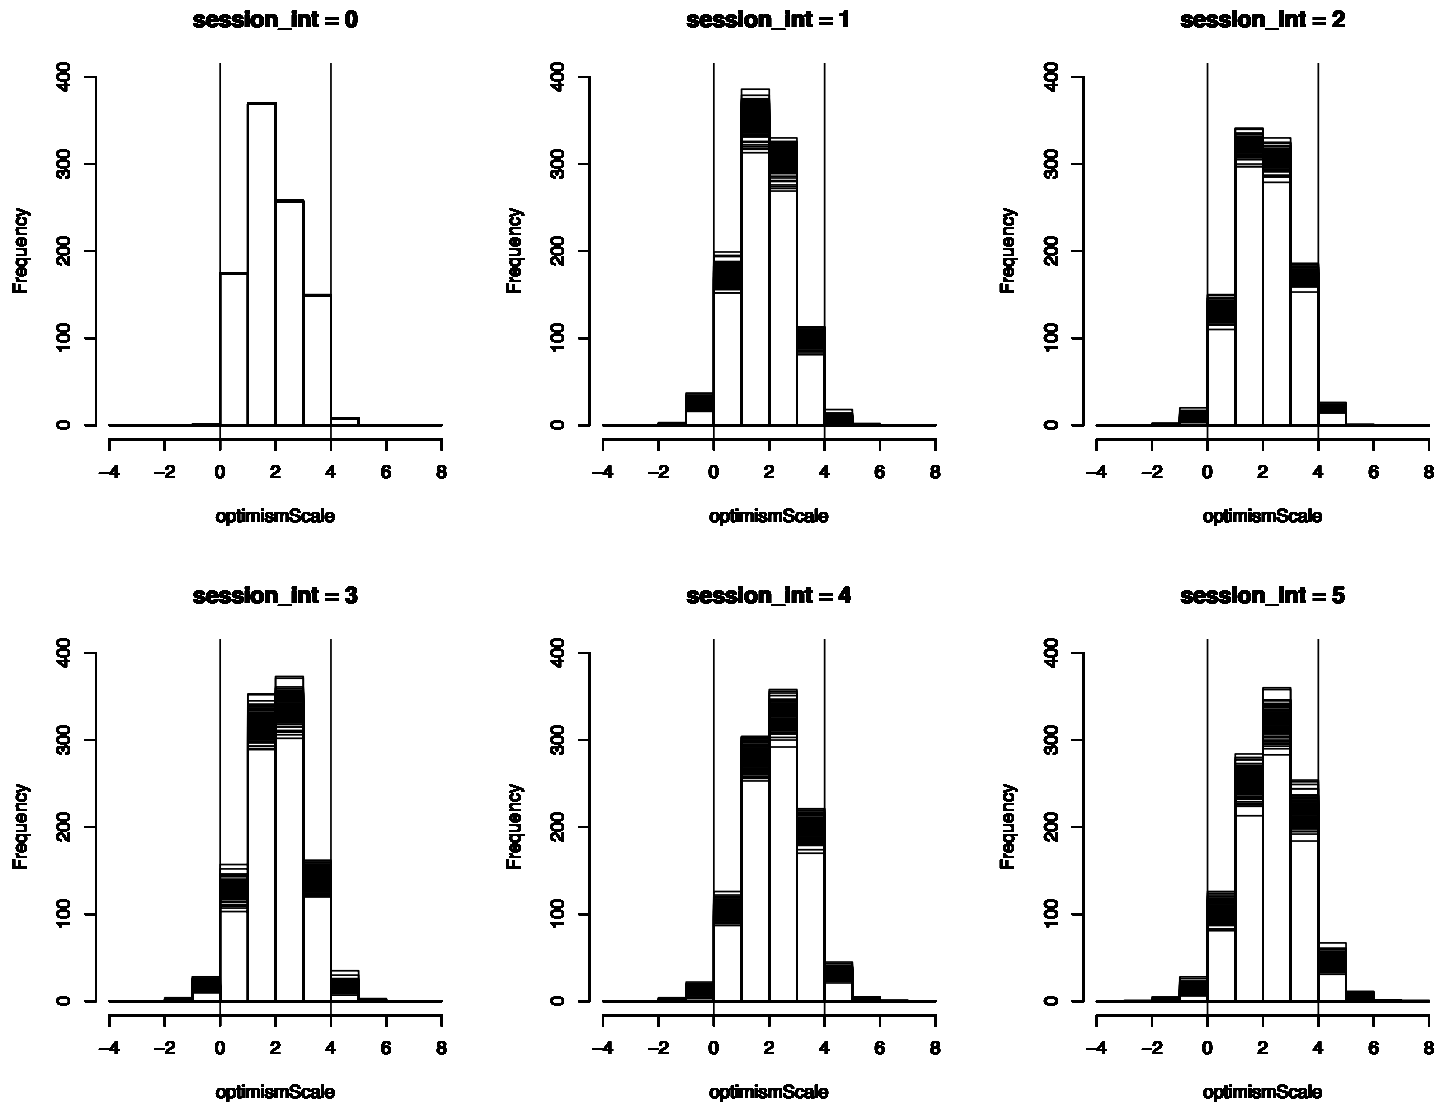 session_int = 0
400
300
200
100
0
Frequency
−4 −2 0 2 4 6 8
optimismScale
session_int = 1
400
300
200
100
0
Frequency
−4 −2 0 2 4 6 8
optimismScale
session_int = 2
400
300
200
100
0
Frequency
−4 −2 0 2 4 6 8
optimismScale
session_int = 3
400
300
200
100
0
Frequency
−4 −2 0 2 4 6 8
optimismScale
session_int = 4
400
300
200
100
0
Frequency
−4 −2 0 2 4 6 8
optimismScale
session_int = 5
400
300
200
100
0
Frequency
−4 −2 0 2 4 6 8
optimismScale